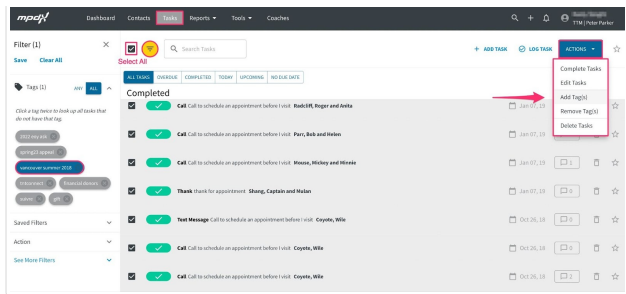 mpdx
Dashboard Contacts Tasks Reports Tools Coaches
TTM | Peter Parker
Filter (1)
Save Clear All
Select All
Search Tasks
+ ADD TASK LOG TASK ACTIONS
Complete Tasks
Edit Tasks
Add Tag(s)
Remove Tag(s)
Delete Tasks
Tags (1) ANY ALL
Click a tag twice to look up all tasks that
do not have that tag.
spring21 appeal
vancouver summer 2018
financial donors
gift
Saved Filters
Action
See More Filters
ALL TASKS OVERDUE COMPLETED TODAY UPCOMING NO DUE DATE
Completed
Call Call to schedule an appointment before I visit Radcliff, Roger and Anita Jan 07, 19
Call Call to schedule an appointment before I visit Parr, Bob and Helen Jan 07, 19
Call Call to schedule an appointment before I visit Mouse, Mickey and Minnie Jan 07, 19 1
Thank thank for appointment Shang, Captain and Mulan Jan 07, 19 0
Text Message Call to schedule an appointment before I visit Coyote, Wile Oct 26, 18 0
Call Call to schedule an appointment before I visit Coyote, Wile Oct 26, 18 0
Call Call to schedule an appointment before I visit Coyote, Wile Oct 26, 18 2